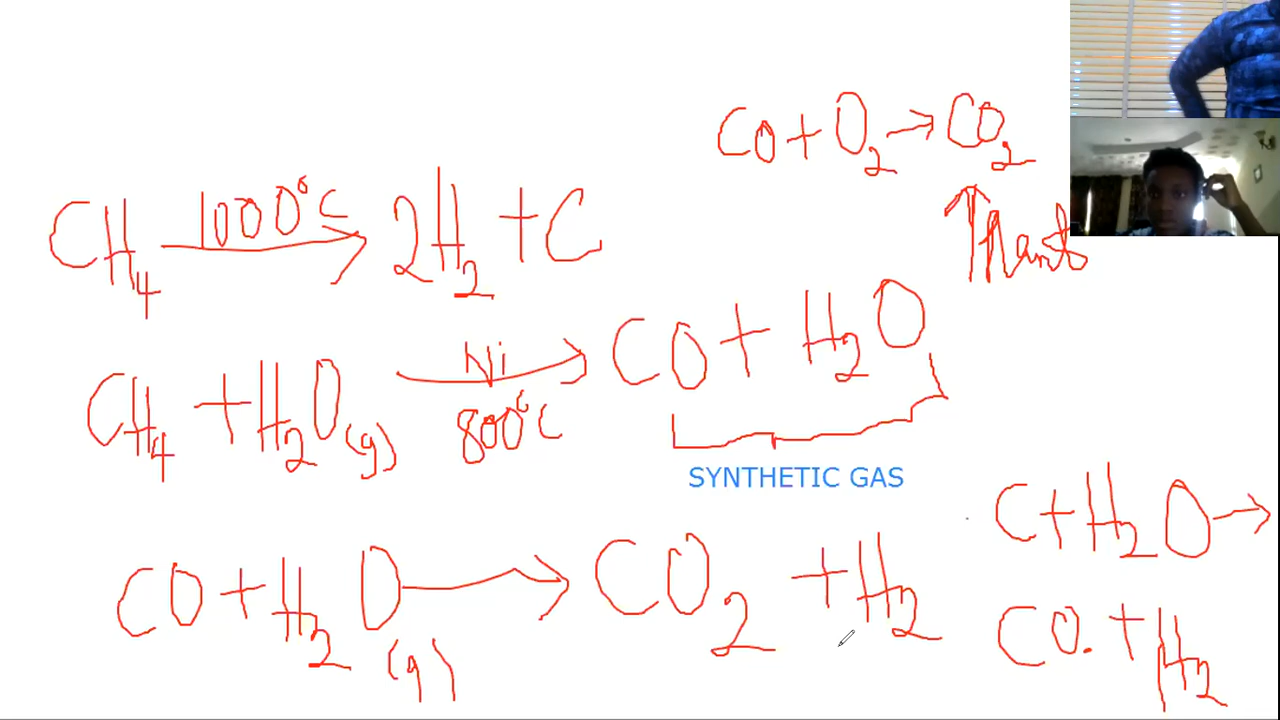 CO + O2 → CO2
CH4 1000°C → 2H2 + C
CH4 + H2O(g) Ni 800°C → CO + H2O
SYNTHETIC GAS
C + H2O →
CO + H2
CO + H2O(g) → CO2 + H2